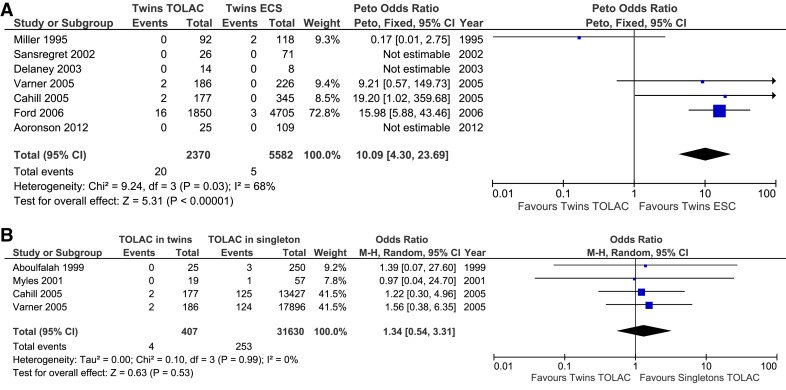 A
Twins TOLAC Twins ECS Peto Odds Ratio Peto Odds Ratio
Study or Subgroup Events Total Events Total Weight Peto, Fixed, 95% CI Year Peto, Fixed, 95% CI
Miller 1995 0 92 2 118 9.3% 0.17 [0.01, 2.75] 1995
Sansregret 2002 0 26 0 71 Not estimable 2002
Delaney 2003 0 14 0 8 Not estimable 2003
Varner 2005 2 186 0 226 9.4% 9.21 [0.57, 149.73] 2005
Cahill 2005 2 177 0 345 8.5% 19.20 [1.02, 359.68] 2005
Ford 2006 16 1850 3 4705 72.8% 15.98 [5.88, 43.46] 2006
Aoronson 2012 0 25 0 109 Not estimable 2012
Total (95% CI) 2370 5582 100.0% 10.09 [4.30, 23.69]
Total events 20 5
Heterogeneity: Chi² = 9.24, df = 3 (P = 0.03); I² = 68%
Test for overall effect: Z = 5.31 (P < 0.00001)
0.01 0.1 1 10 100
Favours Twins TOLAC Favours Twins ESC
B
TOLAC in twins TOLAC in singleton Odds Ratio Odds Ratio
Study or Subgroup Events Total Events Total Weight M-H, Random, 95% CI Year M-H, Random, 95% CI
Aboulfalah 1999 0 25 3 250 9.2% 1.39 [0.07, 27.60] 1999
Myles 2001 0 19 1 57 7.8% 0.97 [0.04, 24.70] 2001
Cahill 2005 2 177 125 13427 41.5% 1.22 [0.30, 4.96] 2005
Varner 2005 2 186 124 17896 41.5% 1.56 [0.38, 6.35] 2005
Total (95% CI) 407 31630 100.0% 1.34 [0.54, 3.31]
Total events 4 253
Heterogeneity: Tau² = 0.00; Chi² = 0.10, df = 3 (P = 0.99); I² = 0%
Test for overall effect: Z = 0.63 (P = 0.53)
0.01 0.1 1 10 100
Favours Twins TOLAC Favours Singletons TOLAC